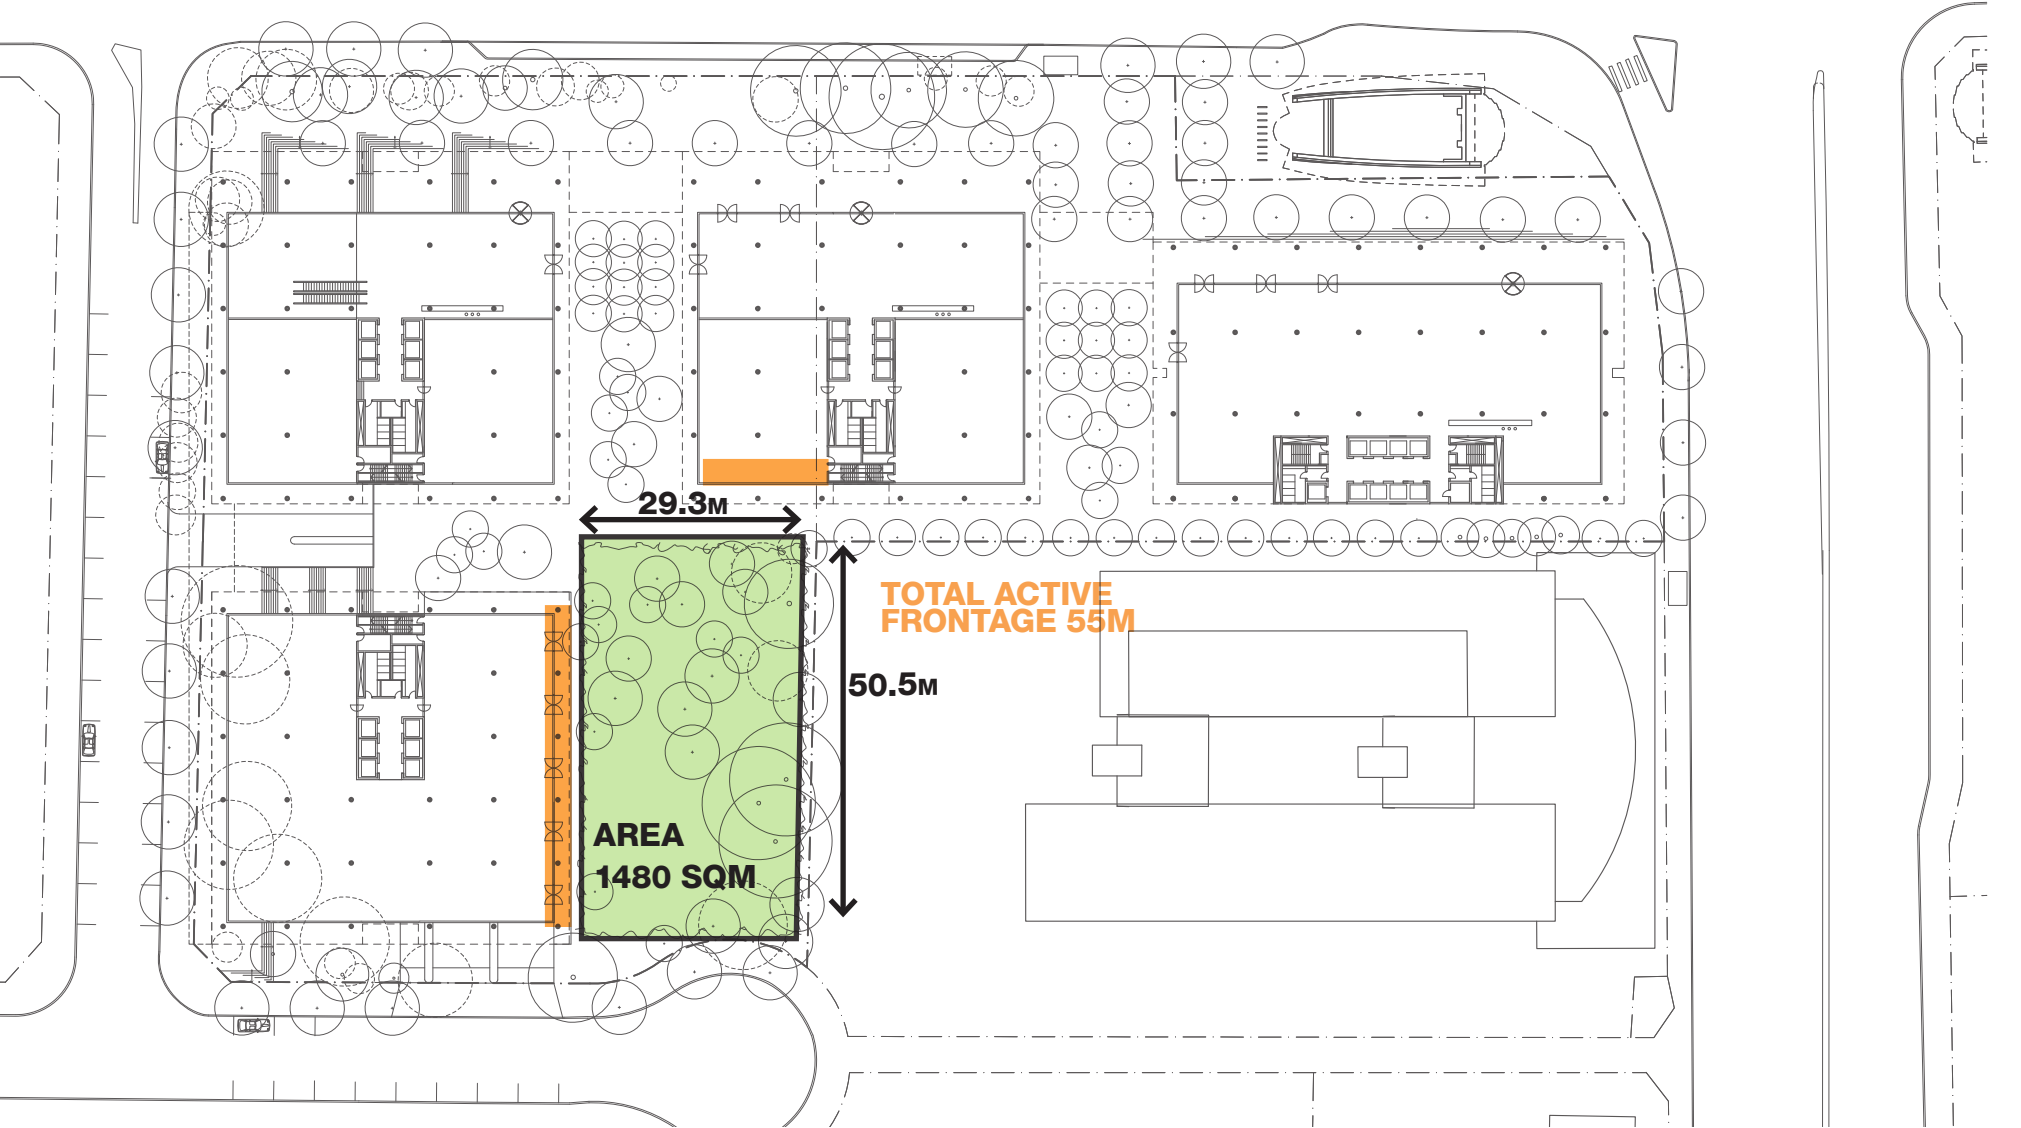 29.3M
TOTAL ACTIVE
FRONTAGE 55M
50.5M
AREA
1480 SQM